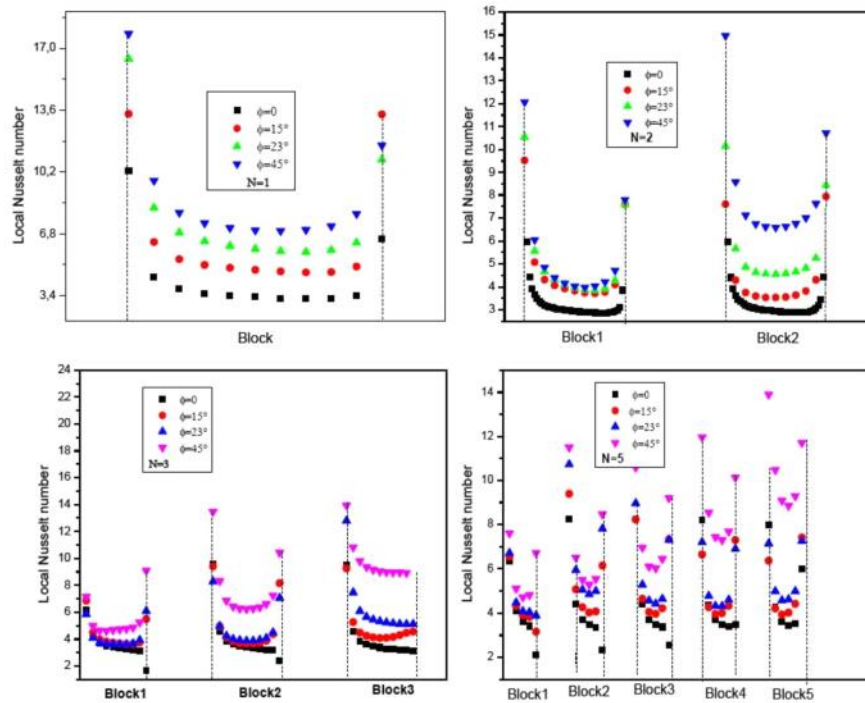 Local Nusselt number
17,0
13,6
10,2
6,8
3,4
ϕ=0
ϕ=15°
ϕ=23°
ϕ=45°
N=1
Block
Local Nusselt number
16
15
14
13
12
11
10
9
8
7
6
5
4
3
ϕ=0
ϕ=15°
ϕ=23°
ϕ=45°
N=2
Block1 Block2
Local Nusselt number
24
22
20
18
16
14
12
10
8
6
4
2
ϕ=0
ϕ=15°
ϕ=23°
ϕ=45°
N=3
Block1 Block2 Block3
Local Nusselt number
14
12
10
8
6
4
2
ϕ=0
ϕ=15°
ϕ=23°
ϕ=45°
N=5
Block1 Block2 Block3 Block4 Block5